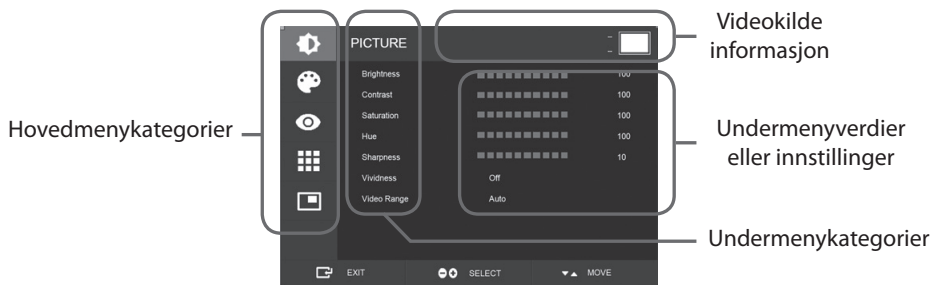 Videokilde
informasjon
PICTURE
Hovedmenykategorier
Brightness 100
Contrast 100
Saturation 100
Hue 100
Sharpness 10
Vividness Off
Video Range Auto
Undermenyverdier
eller innstillinger
Undermenykategorier
EXIT SELECT MOVE